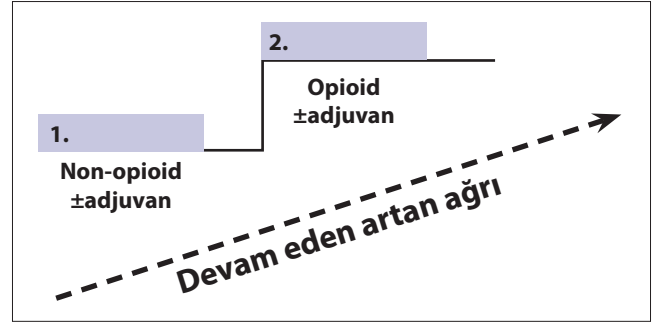 2.
Opioid
±adjuvan
1.
Non-opioid
±adjuvan
Devam eden artan ağrı